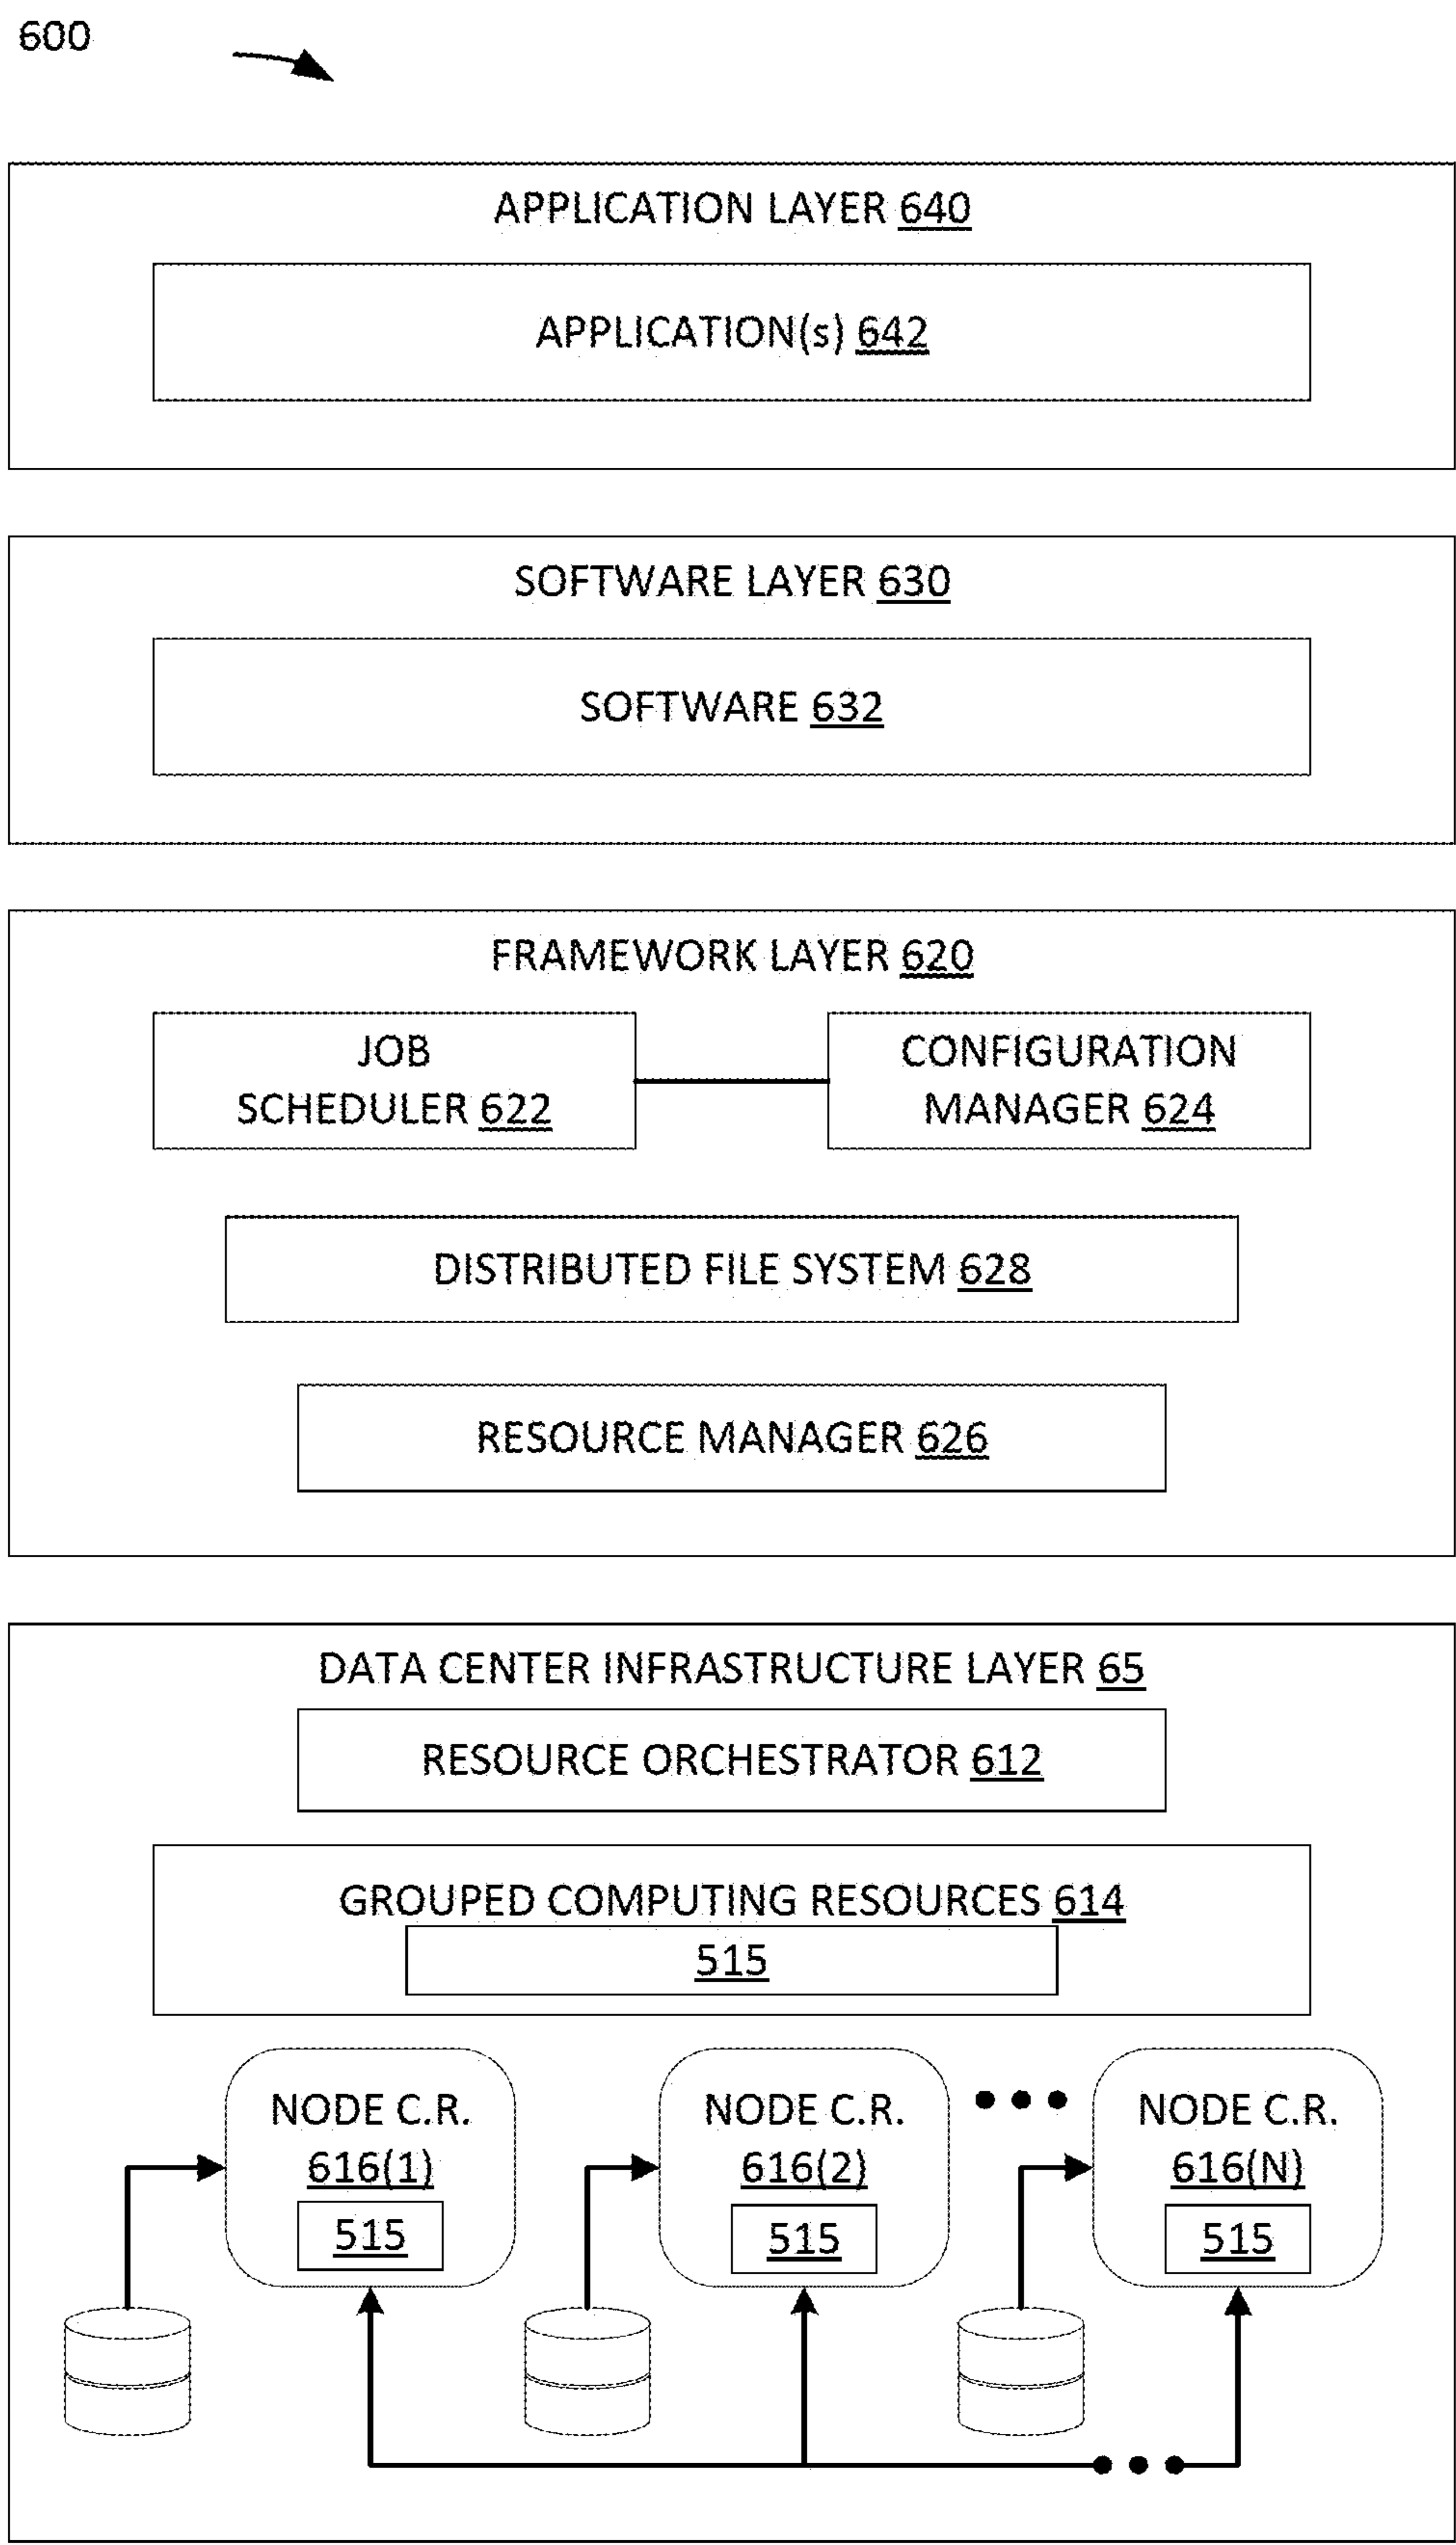 600
APPLICATION LAYER 640
APPLICATION(s) 642
SOFTWARE LAYER 630
SOFTWARE 632
FRAMEWORK LAYER 620
JOB
SCHEDULER 622
CONFIGURATION
MANAGER 624
DISTRIBUTED FILE SYSTEM 628
RESOURCE MANAGER 626
DATA CENTER INFRASTRUCTURE LAYER 65
RESOURCE ORCHESTRATOR 612
GROUPED COMPUTING RESOURCES 614
515
NODE C.R.
616(1)
515
NODE C.R.
616(2)
515
NODE C.R.
616(N)
515